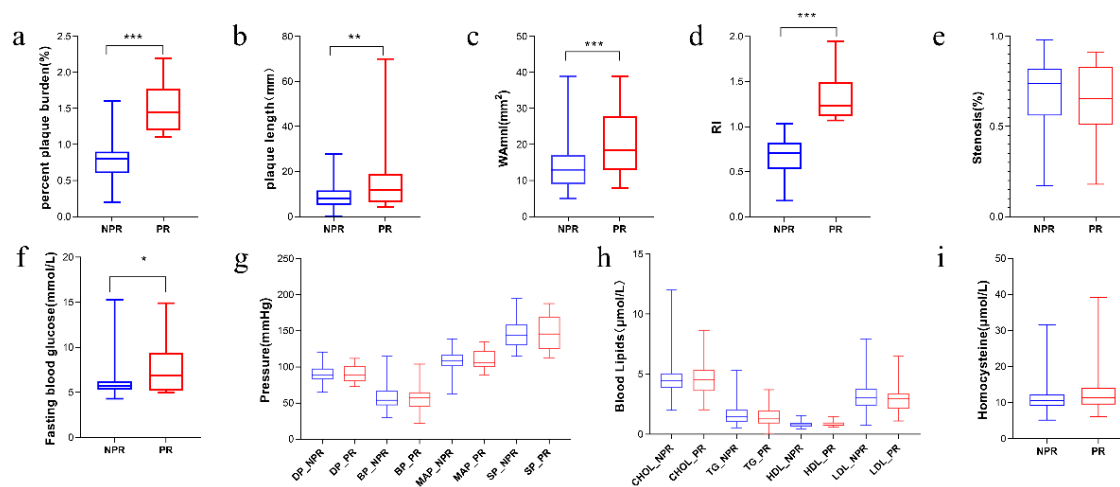 a
percent plaque burden(%)
2.5
2.0
1.5
1.0
0.5
0.0
***
NPR
PR
b
plaque length(mm)
80
60
40
20
0
**
NPR
PR
c
WAmnl(mm²)
50
40
30
20
10
0
***
NPR
PR
d
RI
2.0
1.5
1.0
0.5
0.0
***
NPR
PR
e
Stenosis(%)
1.0
0.5
0.0
NPR
PR
f
Fasting blood glucose(mmol/L)
20
15
10
5
0
*
NPR
PR
g
Pressure(mmHg)
250
200
150
100
50
0
DP_NPR
DP_PR
BP_NPR
BP_PR
MAP_NPR
MAP_PR
SP_NPR
SP_PR
h
Blood Lipids(μmol/L)
15
10
5
0
CHOL_NPR
CHOL_PR
TG_NPR
TG_PR
HDL_NPR
HDL_PR
LDL_NPR
LDL_PR
i
Homocysteine(μmol/L)
50
40
30
20
10
0
NPR
PR